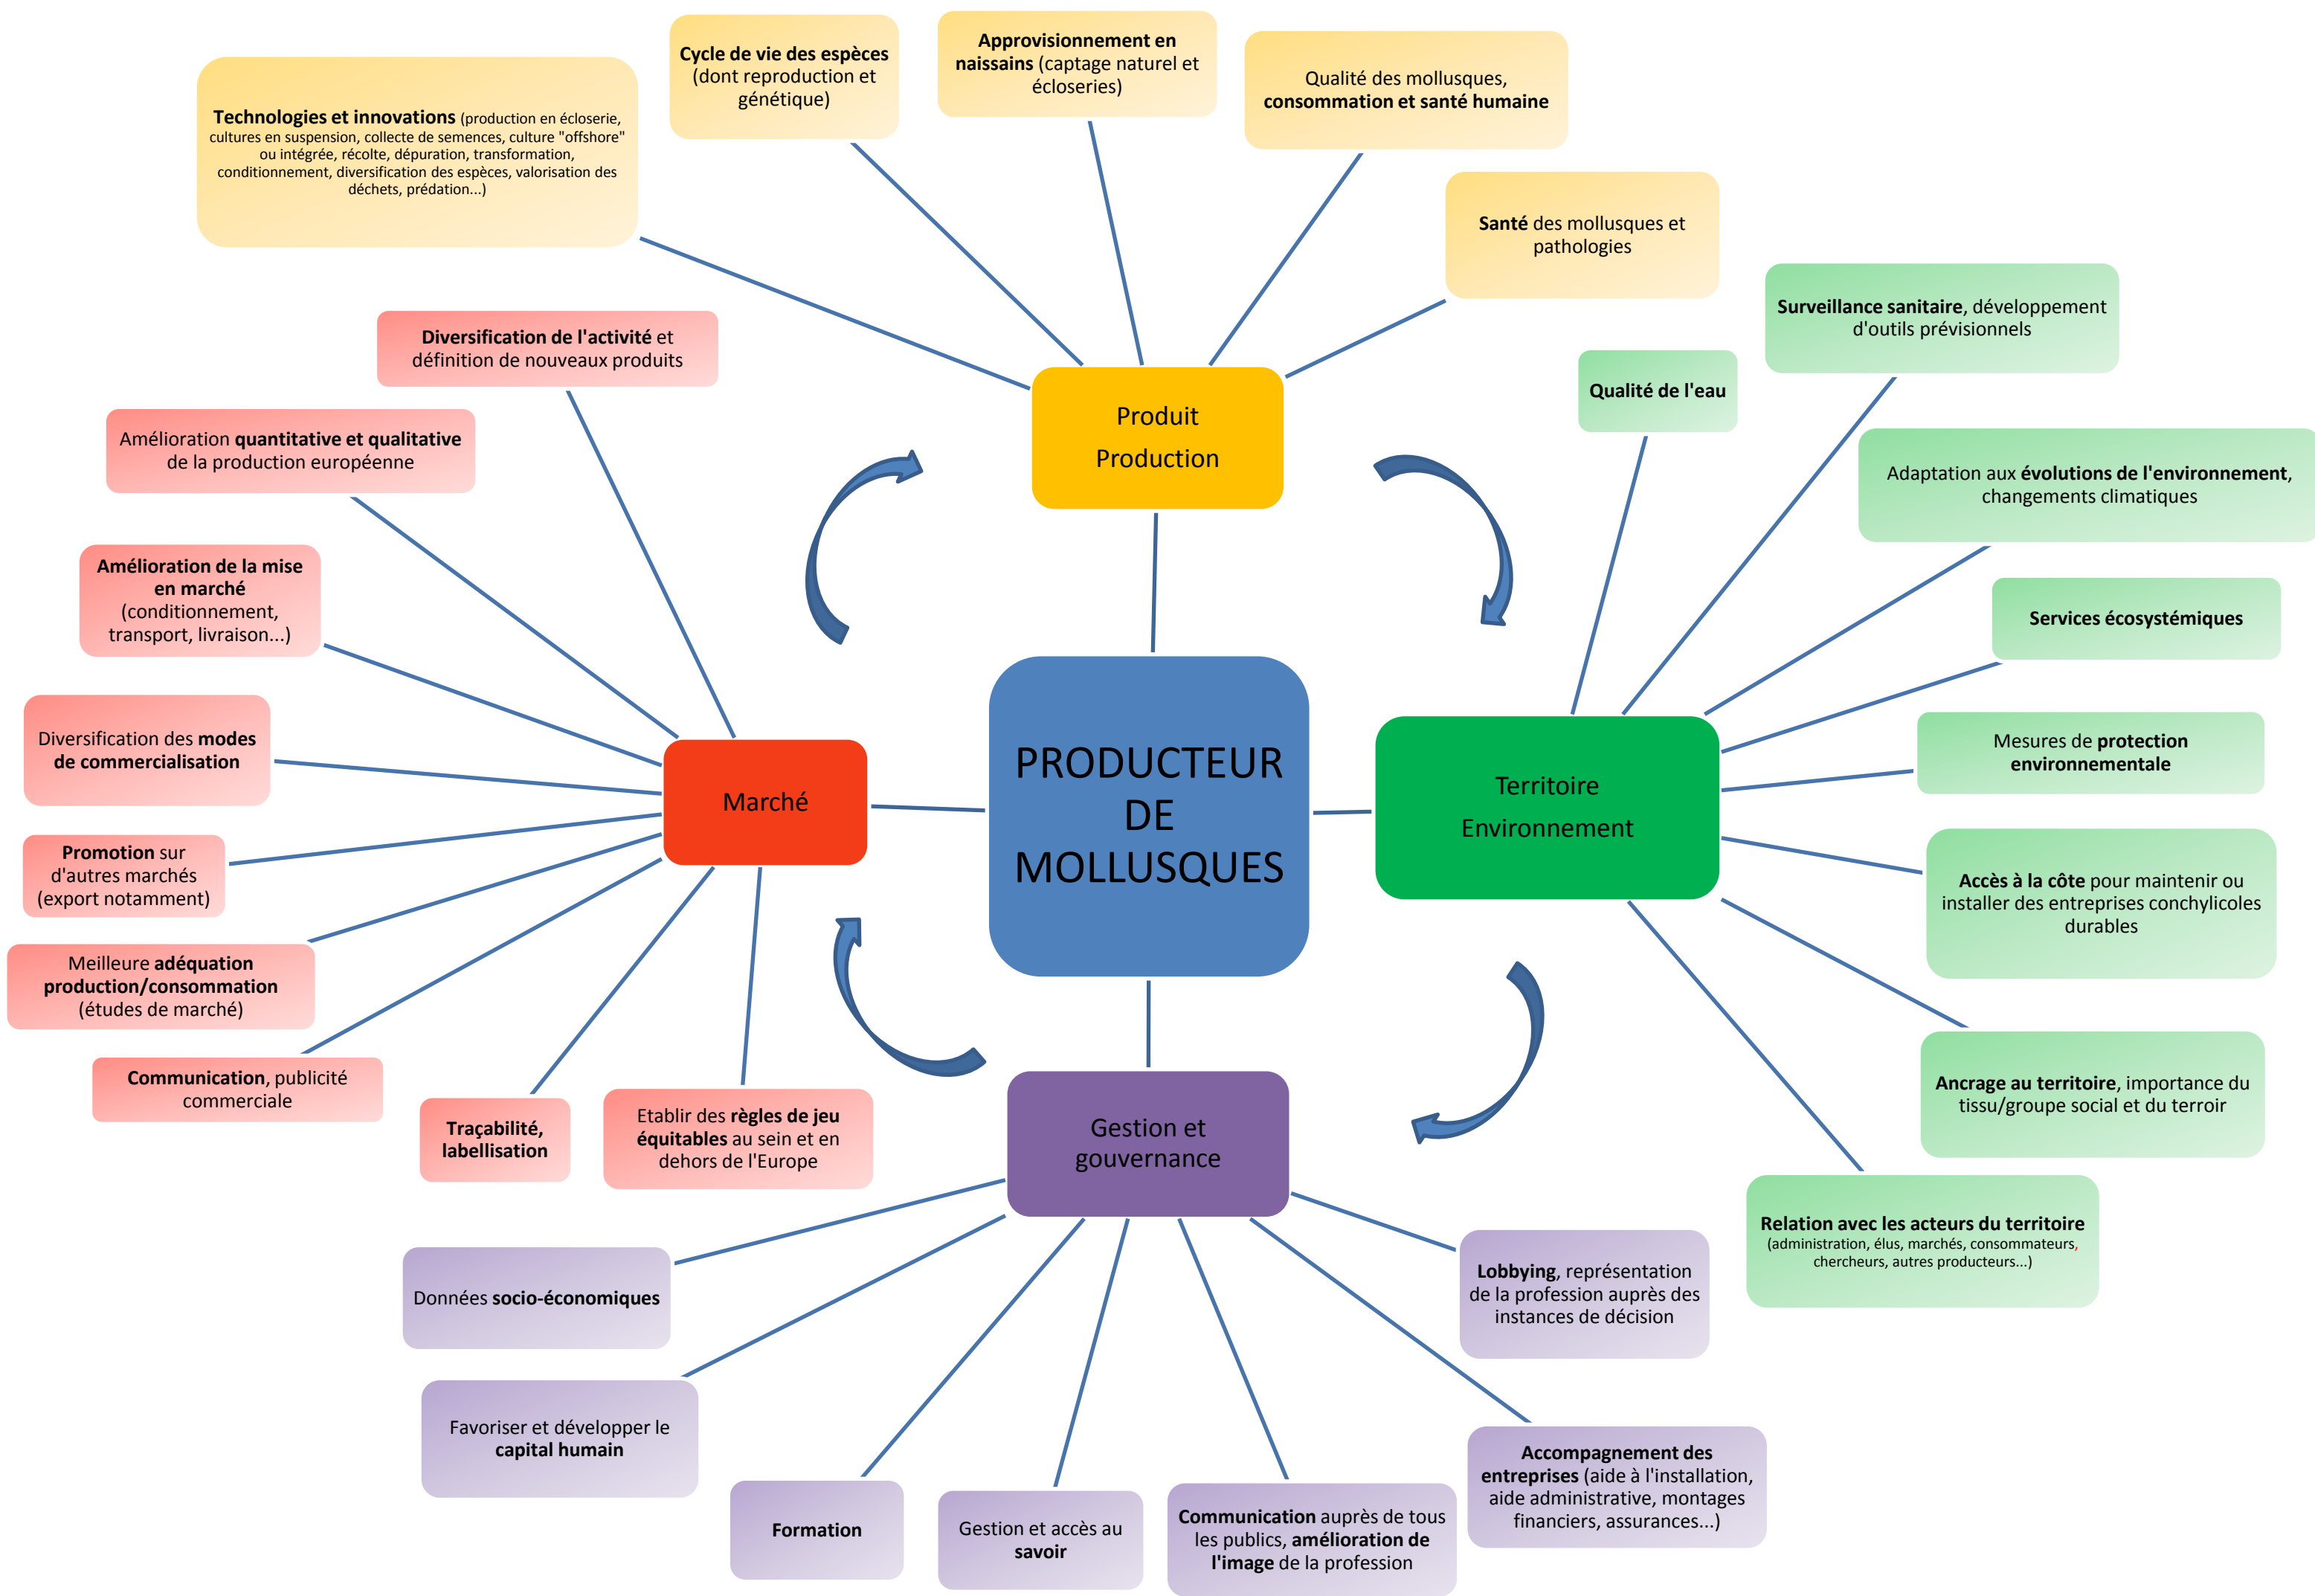 Cycle de vie des espèces
(dont reproduction et
génétique)
Approvisionnement en
naissains (captage naturel et
écloseries)
Qualité des mollusques,
consommation et santé humaine
Technologies et innovations (production en écloserie,
cultures en suspension, collecte de semences, culture "offshore"
ou intégrée, récolte, dépuration, transformation,
conditionnement, diversification des espèces, valorisation des
déchets, prédation...)
Santé des mollusques et
pathologies
Surveillance sanitaire, développement
d'outils prévisionnels
Diversification de l'activité et
définition de nouveaux produits
Qualité de l'eau
Produit
Production
Amélioration quantitative et qualitative
de la production européenne
Adaptation aux évolutions de l'environnement,
changements climatiques
Amélioration de la mise
en marché
(conditionnement,
transport, livraison...)
Services écosystémiques
Diversification des modes
de commercialisation
Mesures de protection
environnementale
Marché
PRODUCTEUR
DE
MOLLUSQUES
Territoire
Environnement
Promotion sur
d'autres marchés
(export notamment)
Accès à la côte pour maintenir ou
installer des entreprises conchylicoles
durables
Meilleure adéquation
production/consommation
(études de marché)
Communication, publicité
commerciale
Traçabilité,
labellisation
Etablir des règles de jeu
équitables au sein et en
dehors de l'Europe
Gestion et
gouvernance
Ancrage au territoire, importance du
tissu/groupe social et du terroir
Relation avec les acteurs du territoire
(administration, élus, marchés, consommateurs,
chercheurs, autres producteurs...)
Données socio-économiques
Lobbying, représentation
de la profession auprès des
instances de décision
Favoriser et développer le
capital humain
Formation
Gestion et accès au
savoir
Communication auprès de tous
les publics, amélioration de
l'image de la profession
Accompagnement des
entreprises (aide à l'installation,
aide administrative, montages
financiers, assurances...)